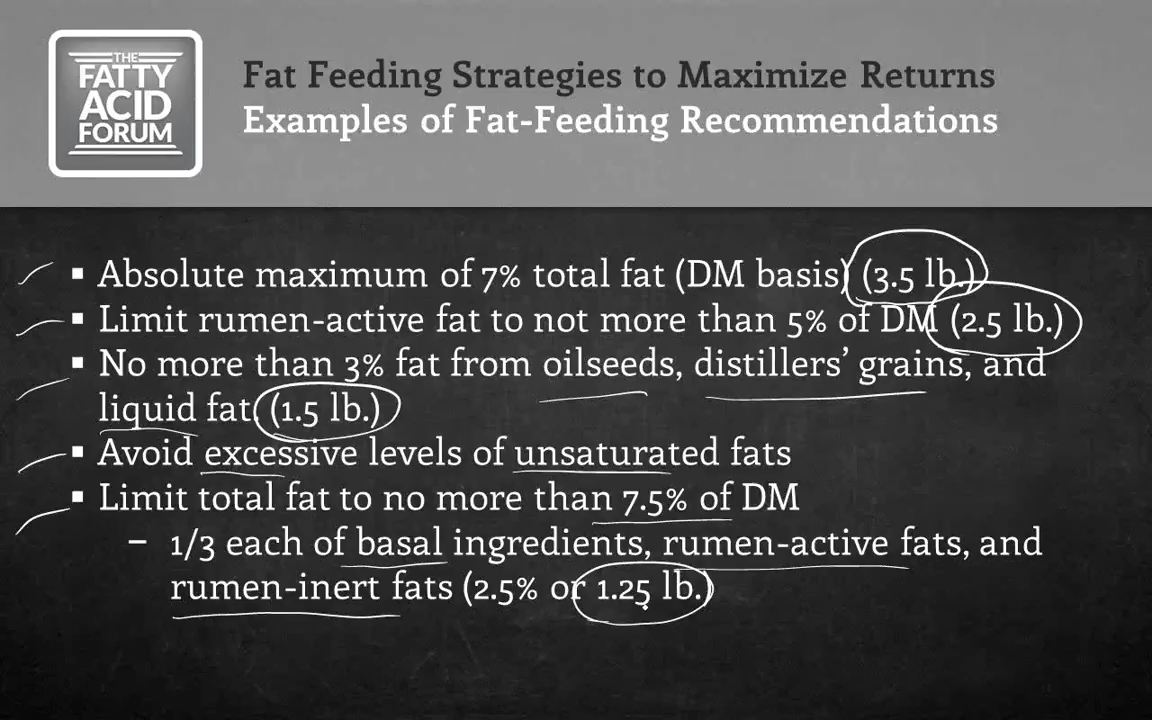 THE
FATTY
ACID
FORUM
Fat Feeding Strategies to Maximize Returns
Examples of Fat-Feeding Recommendations
▪ Absolute maximum of 7% total fat (DM basis) (3.5 lb.)
▪ Limit rumen-active fat to not more than 5% of DM (2.5 lb.)
▪ No more than 3% fat from oilseeds, distillers’ grains, and
liquid fat. (1.5 lb.)
▪ Avoid excessive levels of unsaturated fats
▪ Limit total fat to no more than 7.5% of DM
– 1/3 each of basal ingredients, rumen-active fats, and
rumen-inert fats (2.5% or 1.25 lb.)